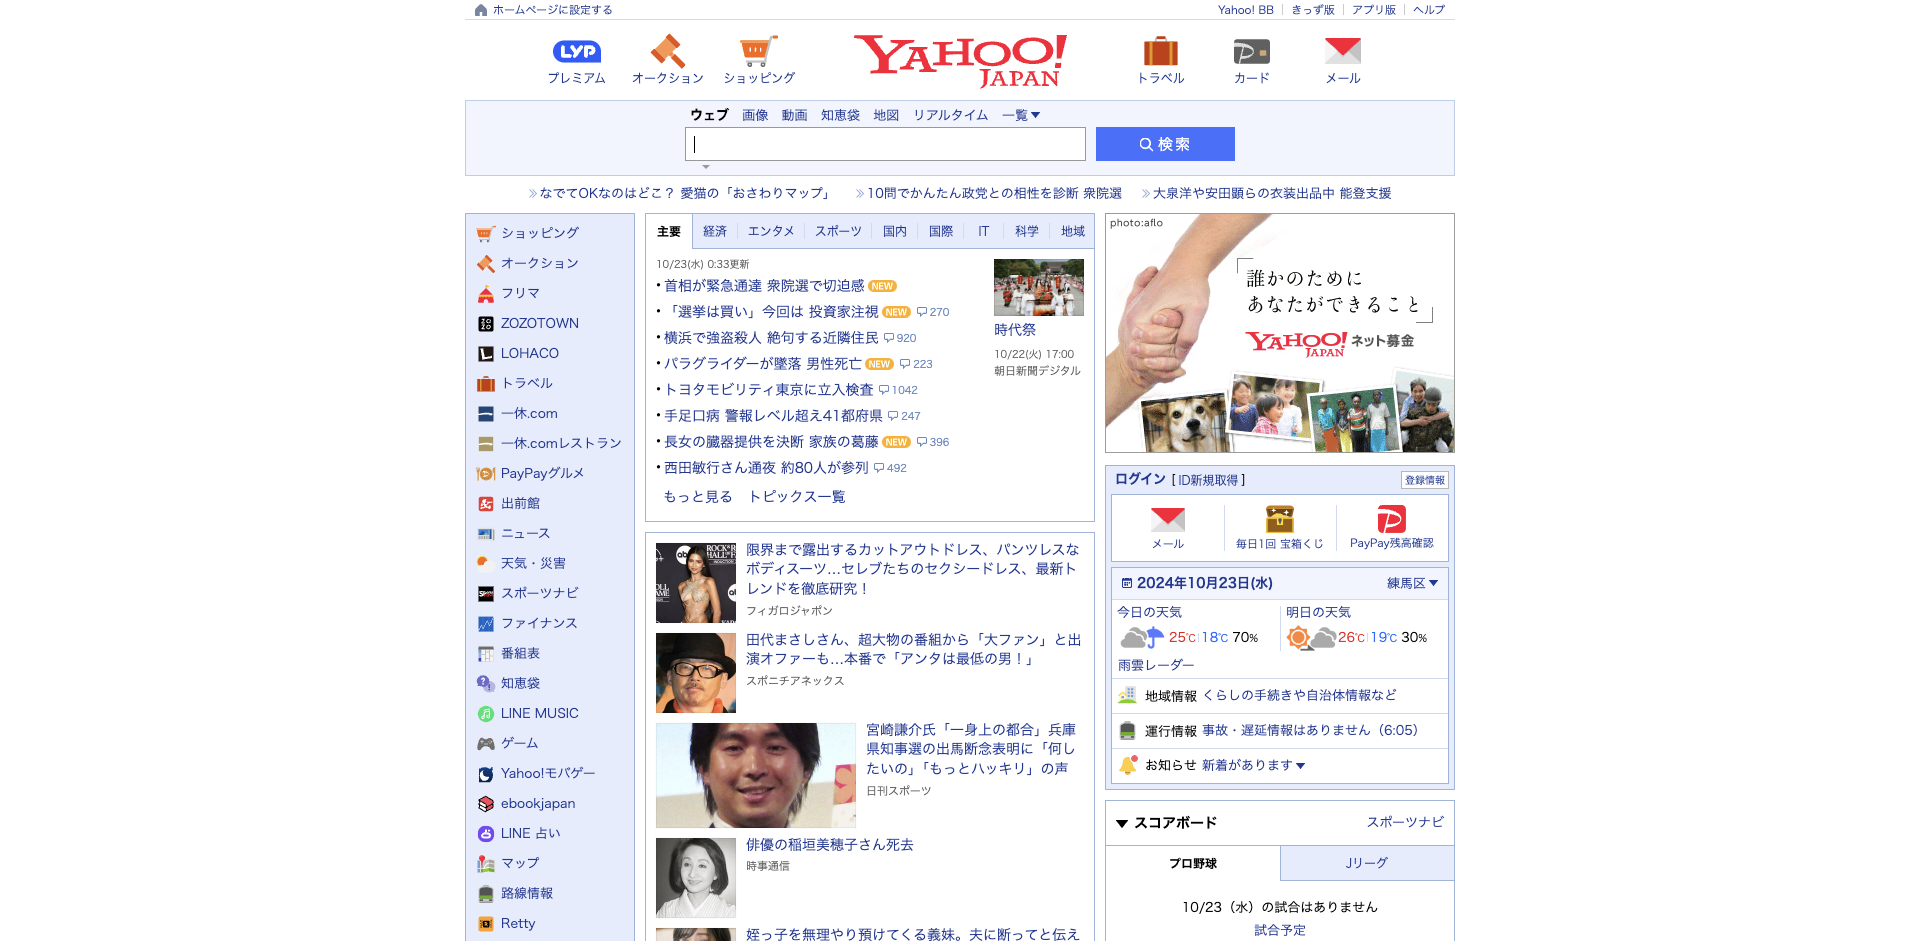 ホームページに設定する
Yahoo! BB
きっず版
アプリ版
ヘルプ
LYP
プレミアム
オークション
ショッピング
YAHOO!
JAPAN
トラベル
カード
メール
ウェブ 画像 動画 知恵袋 地図 リアルタイム 一覧
検索
なでてOKなのはどこ？ 愛猫の「おさわりマップ」
10問でかんたん政党との相性を診断 衆院選
大泉洋や安田顕らの衣装出品中 能登支援
ショッピング
オークション
フリマ
ZOZOTOWN
LOHACO
トラベル
一休.com
一休.comレストラン
PayPayグルメ
出前館
ニュース
天気・災害
スポーツナビ
ファイナンス
番組表
知恵袋
LINE MUSIC
ゲーム
Yahoo!モバゲー
ebookjapan
LINE 占い
マップ
路線情報
Retty
主要 経済 エンタメ スポーツ 国内 国際 IT 科学 地域
10/23(水) 0:33更新
首相が緊急通達 衆院選で切迫感 NEW
「選挙は買い」今回は 投資家注視 NEW 270
横浜で強盗殺人 絶句する近隣住民 920
パラグライダーが墜落 男性死亡 NEW 223
トヨタモビリティ東京に立入検査 1042
手足口病 警報レベル超え41都府県 247
長女の臓器提供を決断 家族の葛藤 NEW 396
西田敏行さん通夜 約80人が参列 492
もっと見る トピックス一覧
時代祭
10/22(火) 17:00
朝日新聞デジタル
限界まで露出するカットアウトドレス、パンツレスな
ボディスーツ…セレブたちのセクシードレス、最新ト
レンドを徹底研究！
フィガロジャポン
田代まさしさん、超大物の番組から「大ファン」と出
演オファーも…本番で「アンタは最低の男！」
スポニチアネックス
宮崎謙介氏「一身上の都合」兵庫
県知事選の出馬断念表明に「何し
たいの」「もっとハッキリ」の声
日刊スポーツ
俳優の稲垣美穂子さん死去
時事通信
姪っ子を無理やり預けてくる義妹。夫に断ってと伝え
photo:aflo
「誰かのために
あなたができること」
YAHOO!
JAPAN
ネット募金
ログイン [ ID新規取得 ]
登録情報
メール
毎日1回 宝箱くじ
PayPay残高確認
2024年10月23日(水)
練馬区
今日の天気
25℃ 18℃ 70%
明日の天気
26℃ 19℃ 30%
雨雲レーダー
地域情報 くらしの手続きや自治体情報など
運行情報 事故・遅延情報はありません（6:05）
お知らせ 新着があります
スコアボード
スポーツナビ
プロ野球
Jリーグ
10/23（水）の試合はありません
試合予定